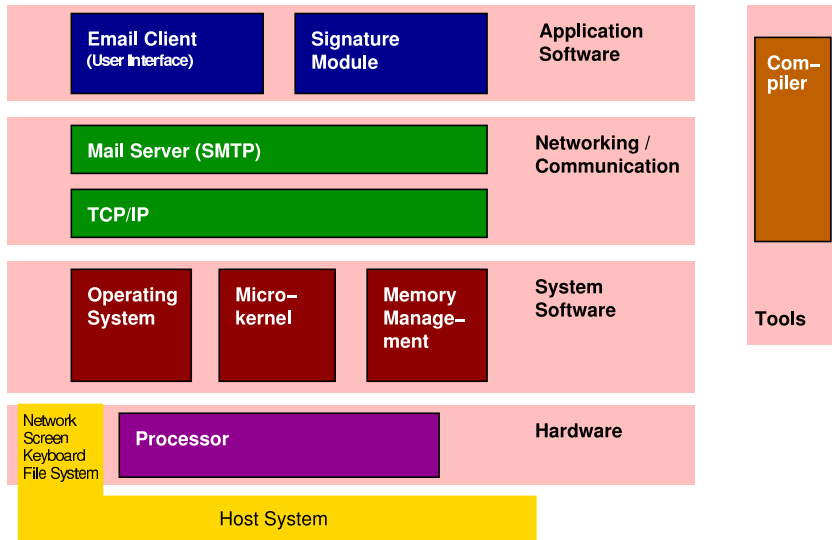 Email Client
(User Interface)
Signature
Module
Application
Software
Com–
piler
Mail Server (SMTP)
Networking /
Communication
TCP/IP
Operating
System
Micro–
kernel
Memory
Manage–
ment
System
Software
Tools
Network
Screen
Keyboard
File System
Processor
Hardware
Host System